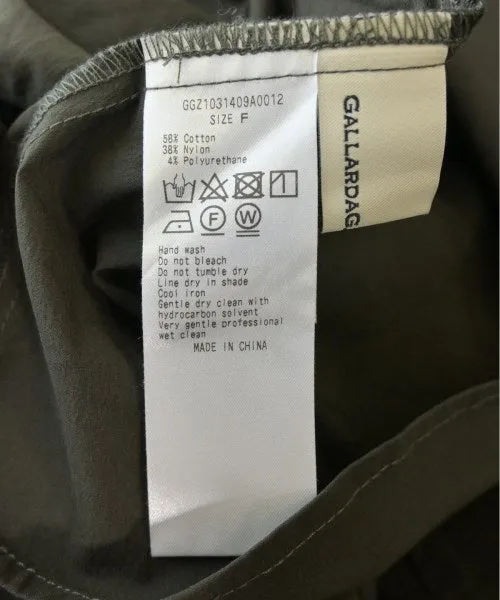 GGZ1031409A0012
SIZE F
58% Cotton
38% Nylon
4% Polyurethane
F W
Hand wash
Do not bleach
Do not tumble dry
Line dry in shade
Cool iron
Gentle dry clean with
hydrocarbon solvent
Very gentle professional
wet clean
MADE IN CHINA
GALLARDAG